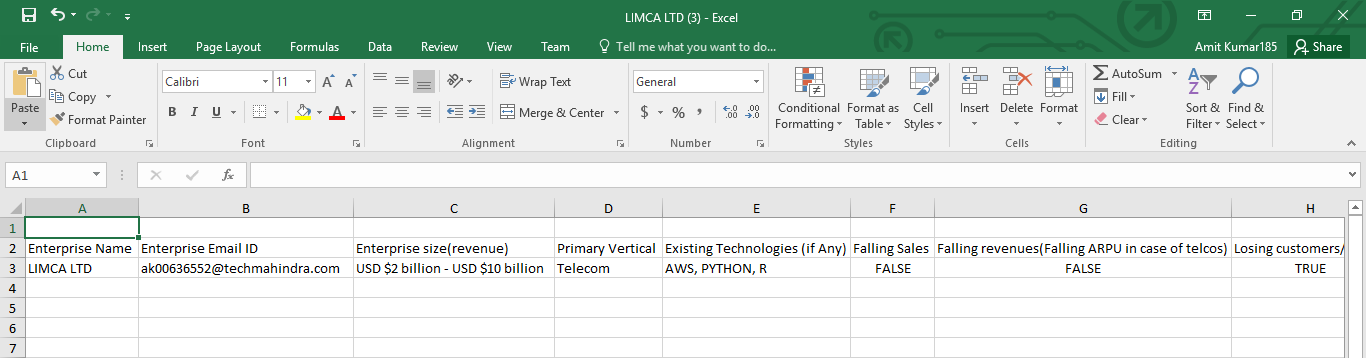 LIMCA LTD (3) - Excel
File Home Insert Page Layout Formulas Data Review View Team Tell me what you want to do... Amit Kumar185 Share
Paste
Cut
Copy
Format Painter
Clipboard
Calibri 11 A A
B I U A
Font
Wrap Text
Merge & Center
Alignment
General
$ % , .0 .00 .00 .0
Number
Conditional Formatting
Format as Table
Cell Styles
Styles
Insert Delete Format
Cells
AutoSum
Fill
Clear
A Z
Sort & Filter
Find & Select
Editing
A1 fx
A B C D E F G H
1
2 Enterprise Name Enterprise Email ID Enterprise size(revenue) Primary Vertical Existing Technologies (if Any) Falling Sales Falling revenues(Falling ARPU in case of telcos) Losing customers/
3 LIMCA LTD ak00636552@techmahindra.com USD $2 billion - USD $10 billion Telecom AWS, PYTHON, R FALSE FALSE TRUE
4
5
6
7